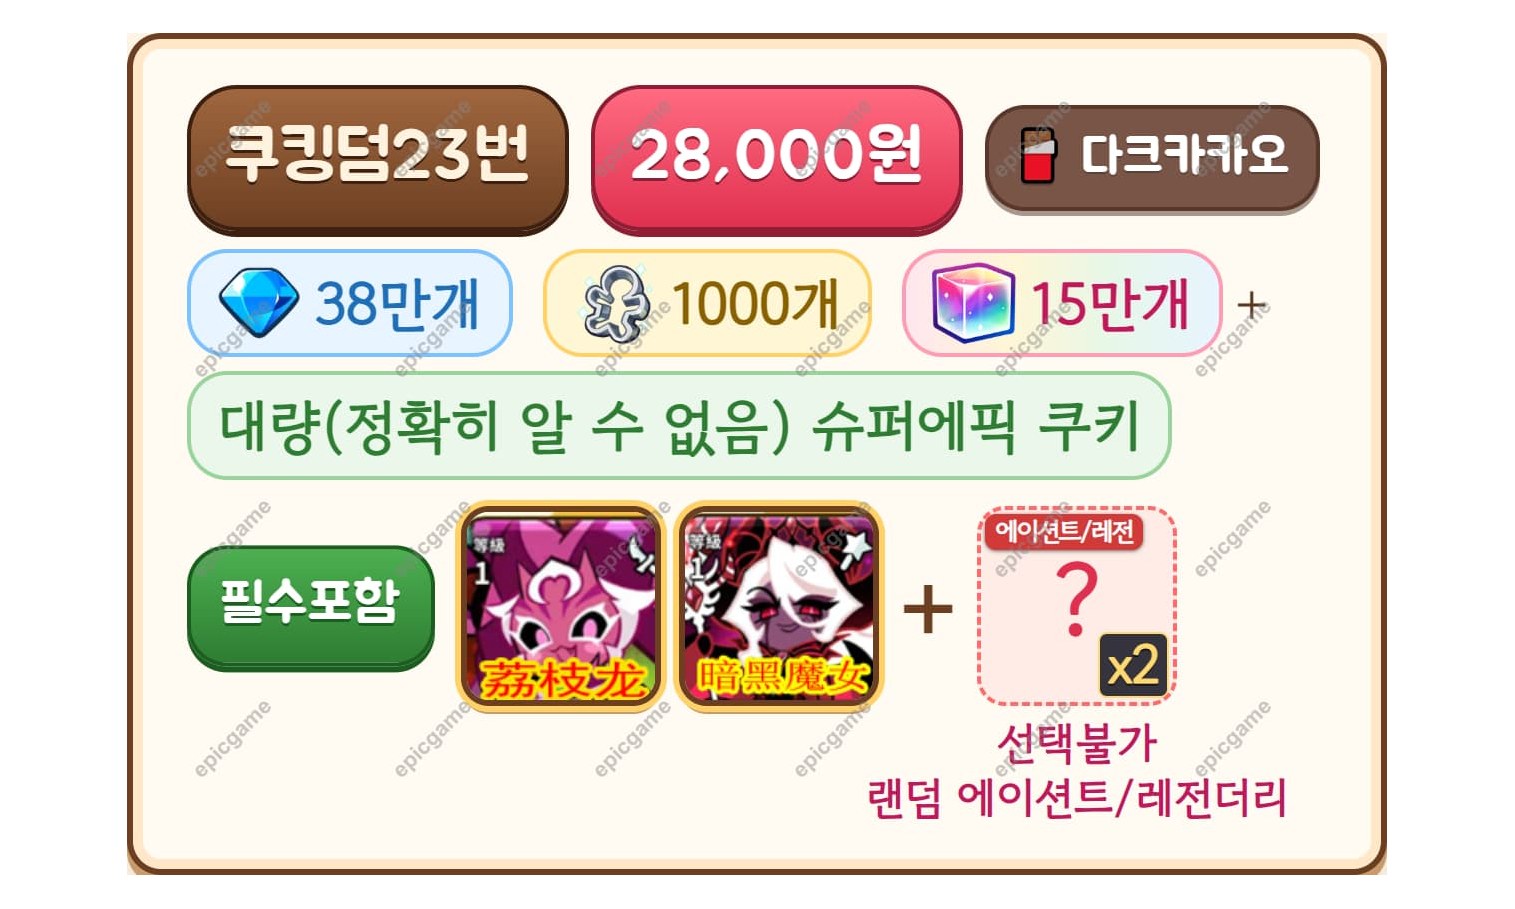 쿠킹덤23번
28,000원
다크카카오
38만개
1000개
15만개 +
대량(정확히 알 수 없음) 슈퍼에픽 쿠키
필수포함
等級
1
荔枝龙
等級
1
暗黑魔女
+
에이션트/레전
?
x2
선택불가
랜덤 에이션트/레전더리
epicgame